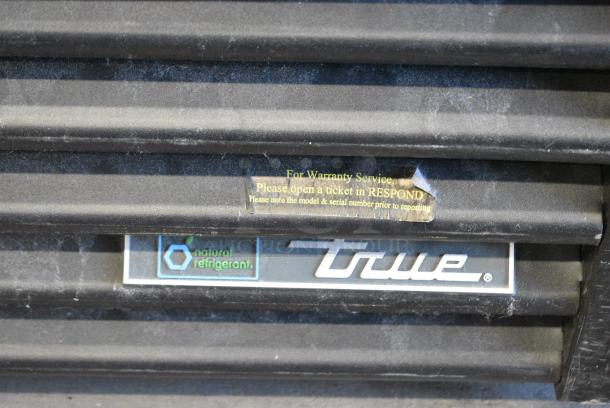 For Warranty Service,
Please open a ticket in RESPOND
Please note the model & serial number prior to reporting
natural
refrigerant.
true®